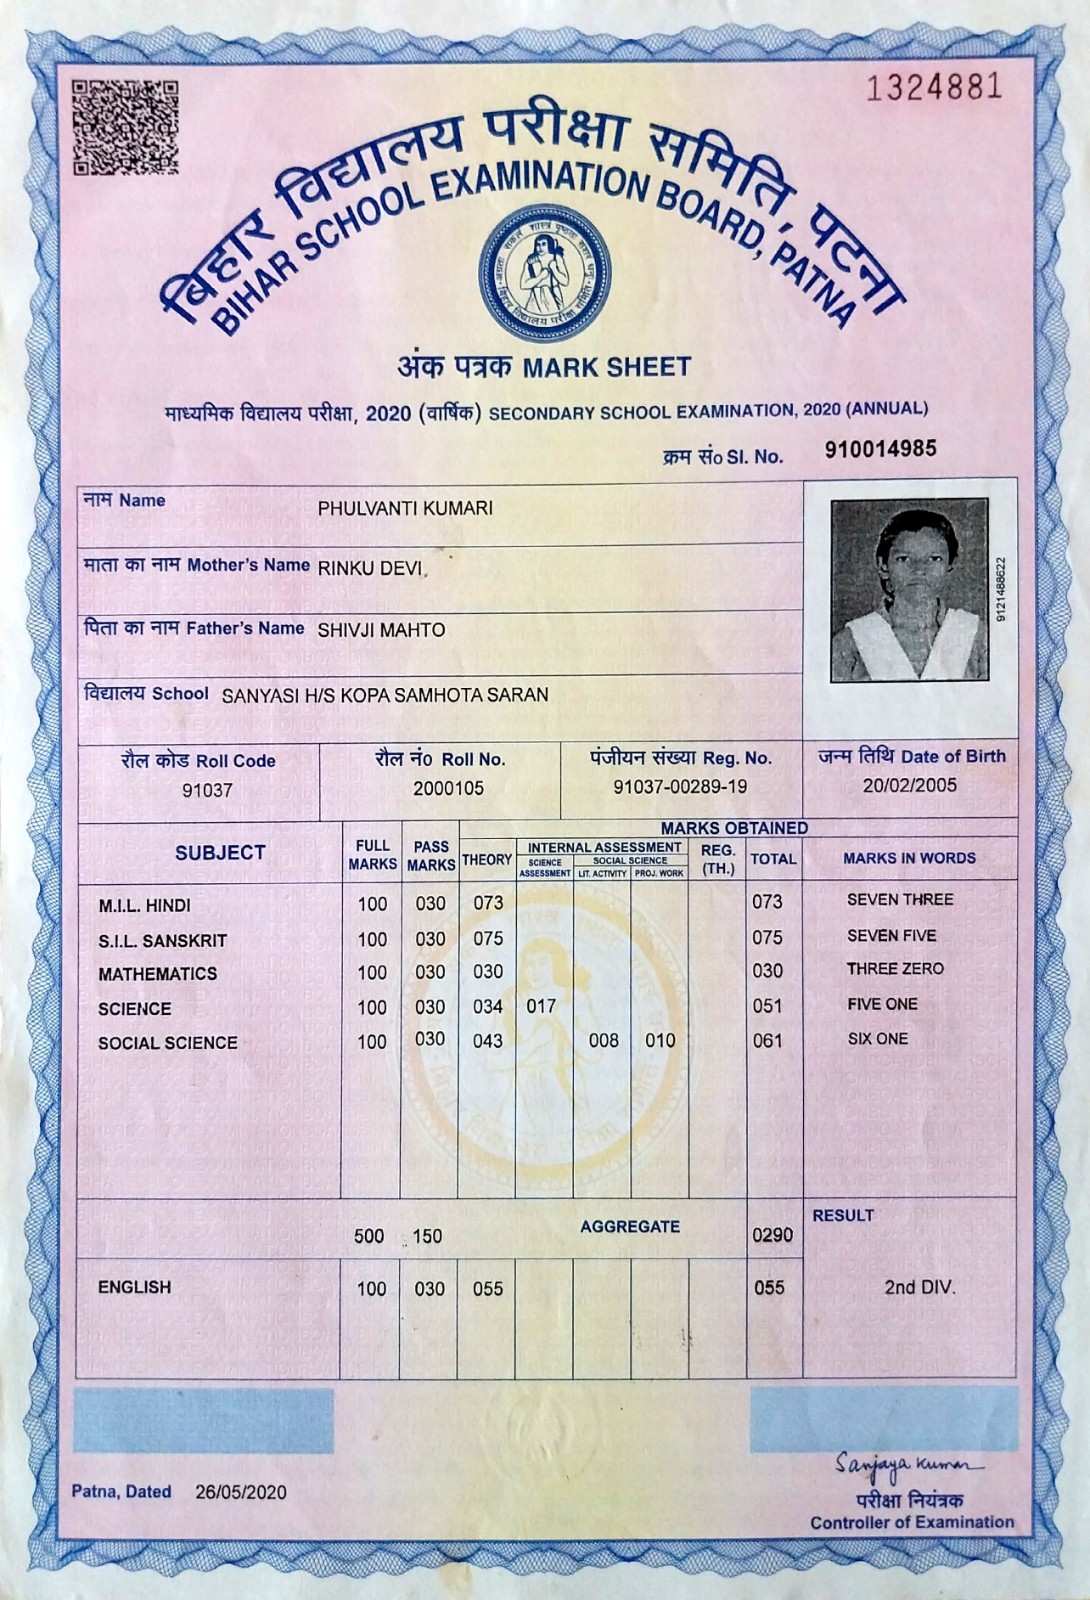 1324881
बिहार विद्यालय परीक्षा समिति, पटना
BIHAR SCHOOL EXAMINATION BOARD, PATNA
बिहार विद्यालय परीक्षा समिति
अंक पत्रक MARK SHEET
माध्यमिक विद्यालय परीक्षा, 2020 (वार्षिक) SECONDARY SCHOOL EXAMINATION, 2020 (ANNUAL)
क्रम सं० Sl. No. 910014985
नाम Name PHULVANTI KUMARI
माता का नाम Mother's Name RINKU DEVI
पिता का नाम Father's Name SHIVJI MAHTO
विद्यालय School SANYASI H/S KOPA SAMHOTA SARAN
9121488622
रौल कोड Roll Code रौल नं० Roll No. पंजीयन संख्या Reg. No. जन्म तिथि Date of Birth
91037 2000105 91037-00289-19 20/02/2005
SUBJECT FULL MARKS PASS MARKS MARKS OBTAINED
THEORY INTERNAL ASSESSMENT REG. (TH.) TOTAL MARKS IN WORDS
SCIENCE ASSESSMENT SOCIAL SCIENCE
LIT. ACTIVITY PROJ. WORK
M.I.L. HINDI 100 030 073 073 SEVEN THREE
S.I.L. SANSKRIT 100 030 075 075 SEVEN FIVE
MATHEMATICS 100 030 030 030 THREE ZERO
SCIENCE 100 030 034 017 051 FIVE ONE
SOCIAL SCIENCE 100 030 043 008 010 061 SIX ONE
500 150 AGGREGATE 0290 RESULT
ENGLISH 100 030 055 055 2nd DIV.
Sanjaya Kumar
Patna, Dated 26/05/2020
परीक्षा नियंत्रक
Controller of Examination